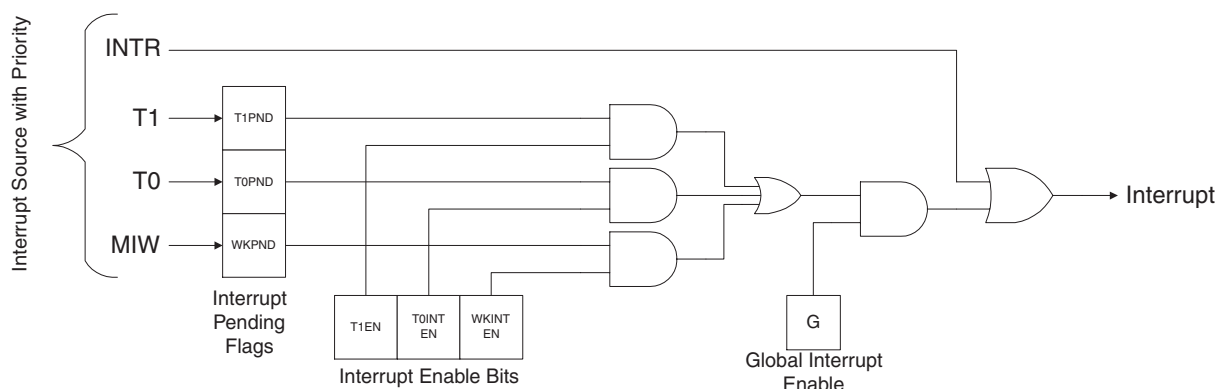 Interrupt Source with Priority
INTR
T1
T1PND
T0
T0PND
MIW
WKPND
Interrupt
Pending
Flags
T1EN
T0INT
EN
WKINT
EN
Interrupt Enable Bits
G
Global Interrupt
Enable
Interrupt